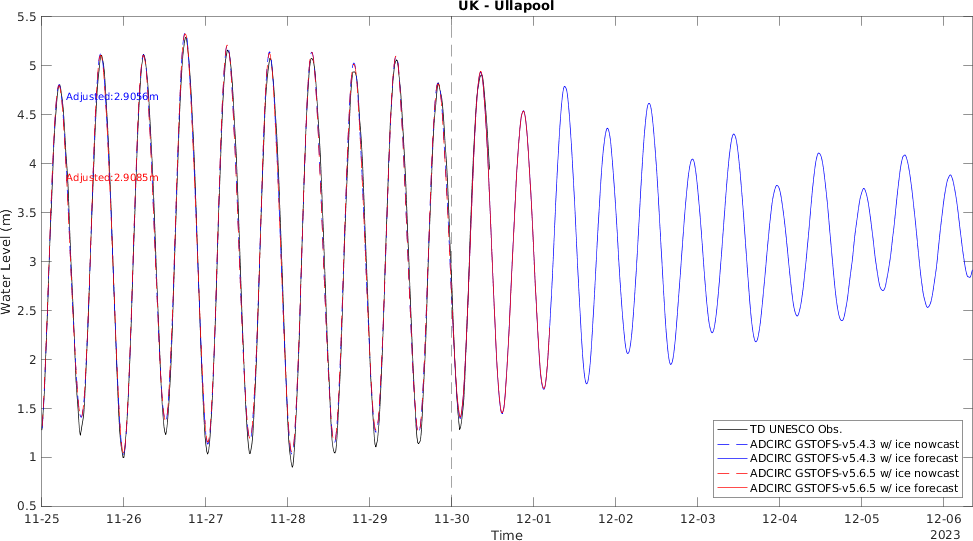 UK - Ullapool
5.5
5
4.5
4
3.5
3
2.5
2
1.5
1
0.5
Water Level (m)
Adjusted:2.9056m
Adjusted:2.9085m
TD UNESCO Obs.
ADCIRC GSTOFS-v5.4.3 w/ ice nowcast
ADCIRC GSTOFS-v5.4.3 w/ ice forecast
ADCIRC GSTOFS-v5.6.5 w/ ice nowcast
ADCIRC GSTOFS-v5.6.5 w/ ice forecast
11-25 11-26 11-27 11-28 11-29 11-30 12-01 12-02 12-03 12-04 12-05 12-06
2023
Time